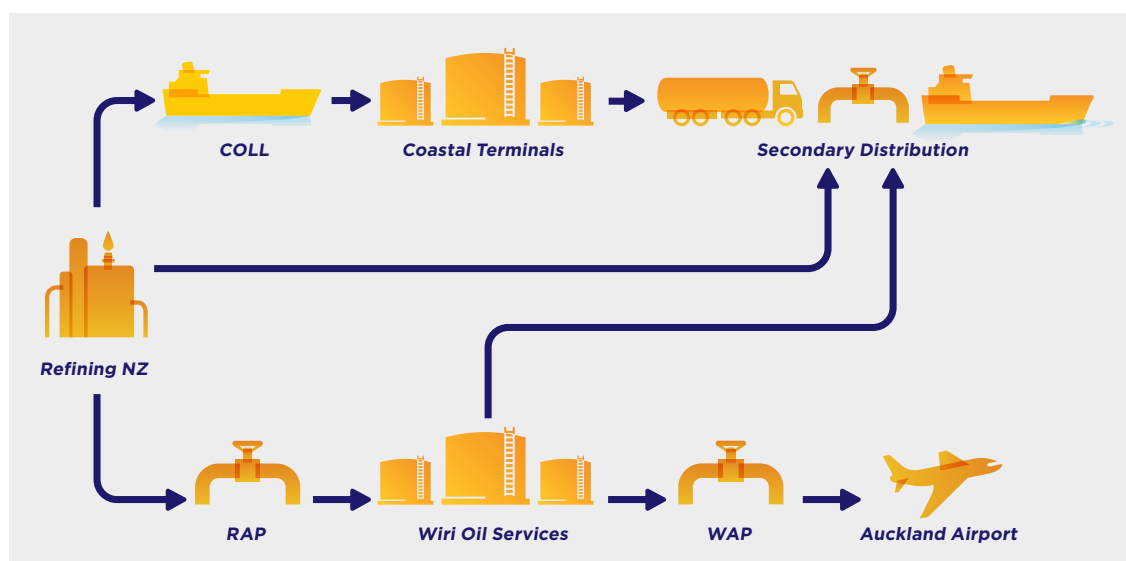 COLL
Coastal Terminals
Secondary Distribution
Refining NZ
RAP
Wiri Oil Services
WAP
Auckland Airport